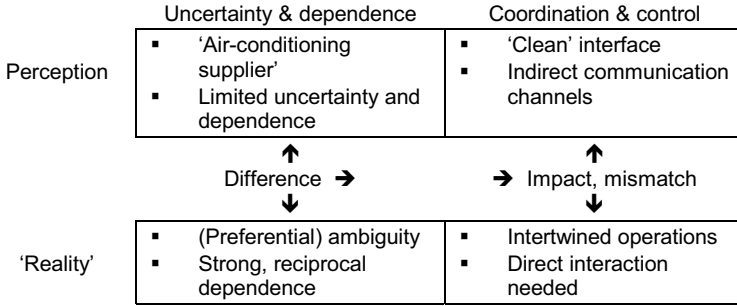 Uncertainty & dependence Coordination & control
Perception
▪ ‘Air-conditioning
supplier’
▪ Limited uncertainty and
dependence
▪ ‘Clean’ interface
▪ Indirect communication
channels
Difference ➔ ➔ Impact, mismatch
‘Reality’
▪ (Preferential) ambiguity
▪ Strong, reciprocal
dependence
▪ Intertwined operations
▪ Direct interaction
needed